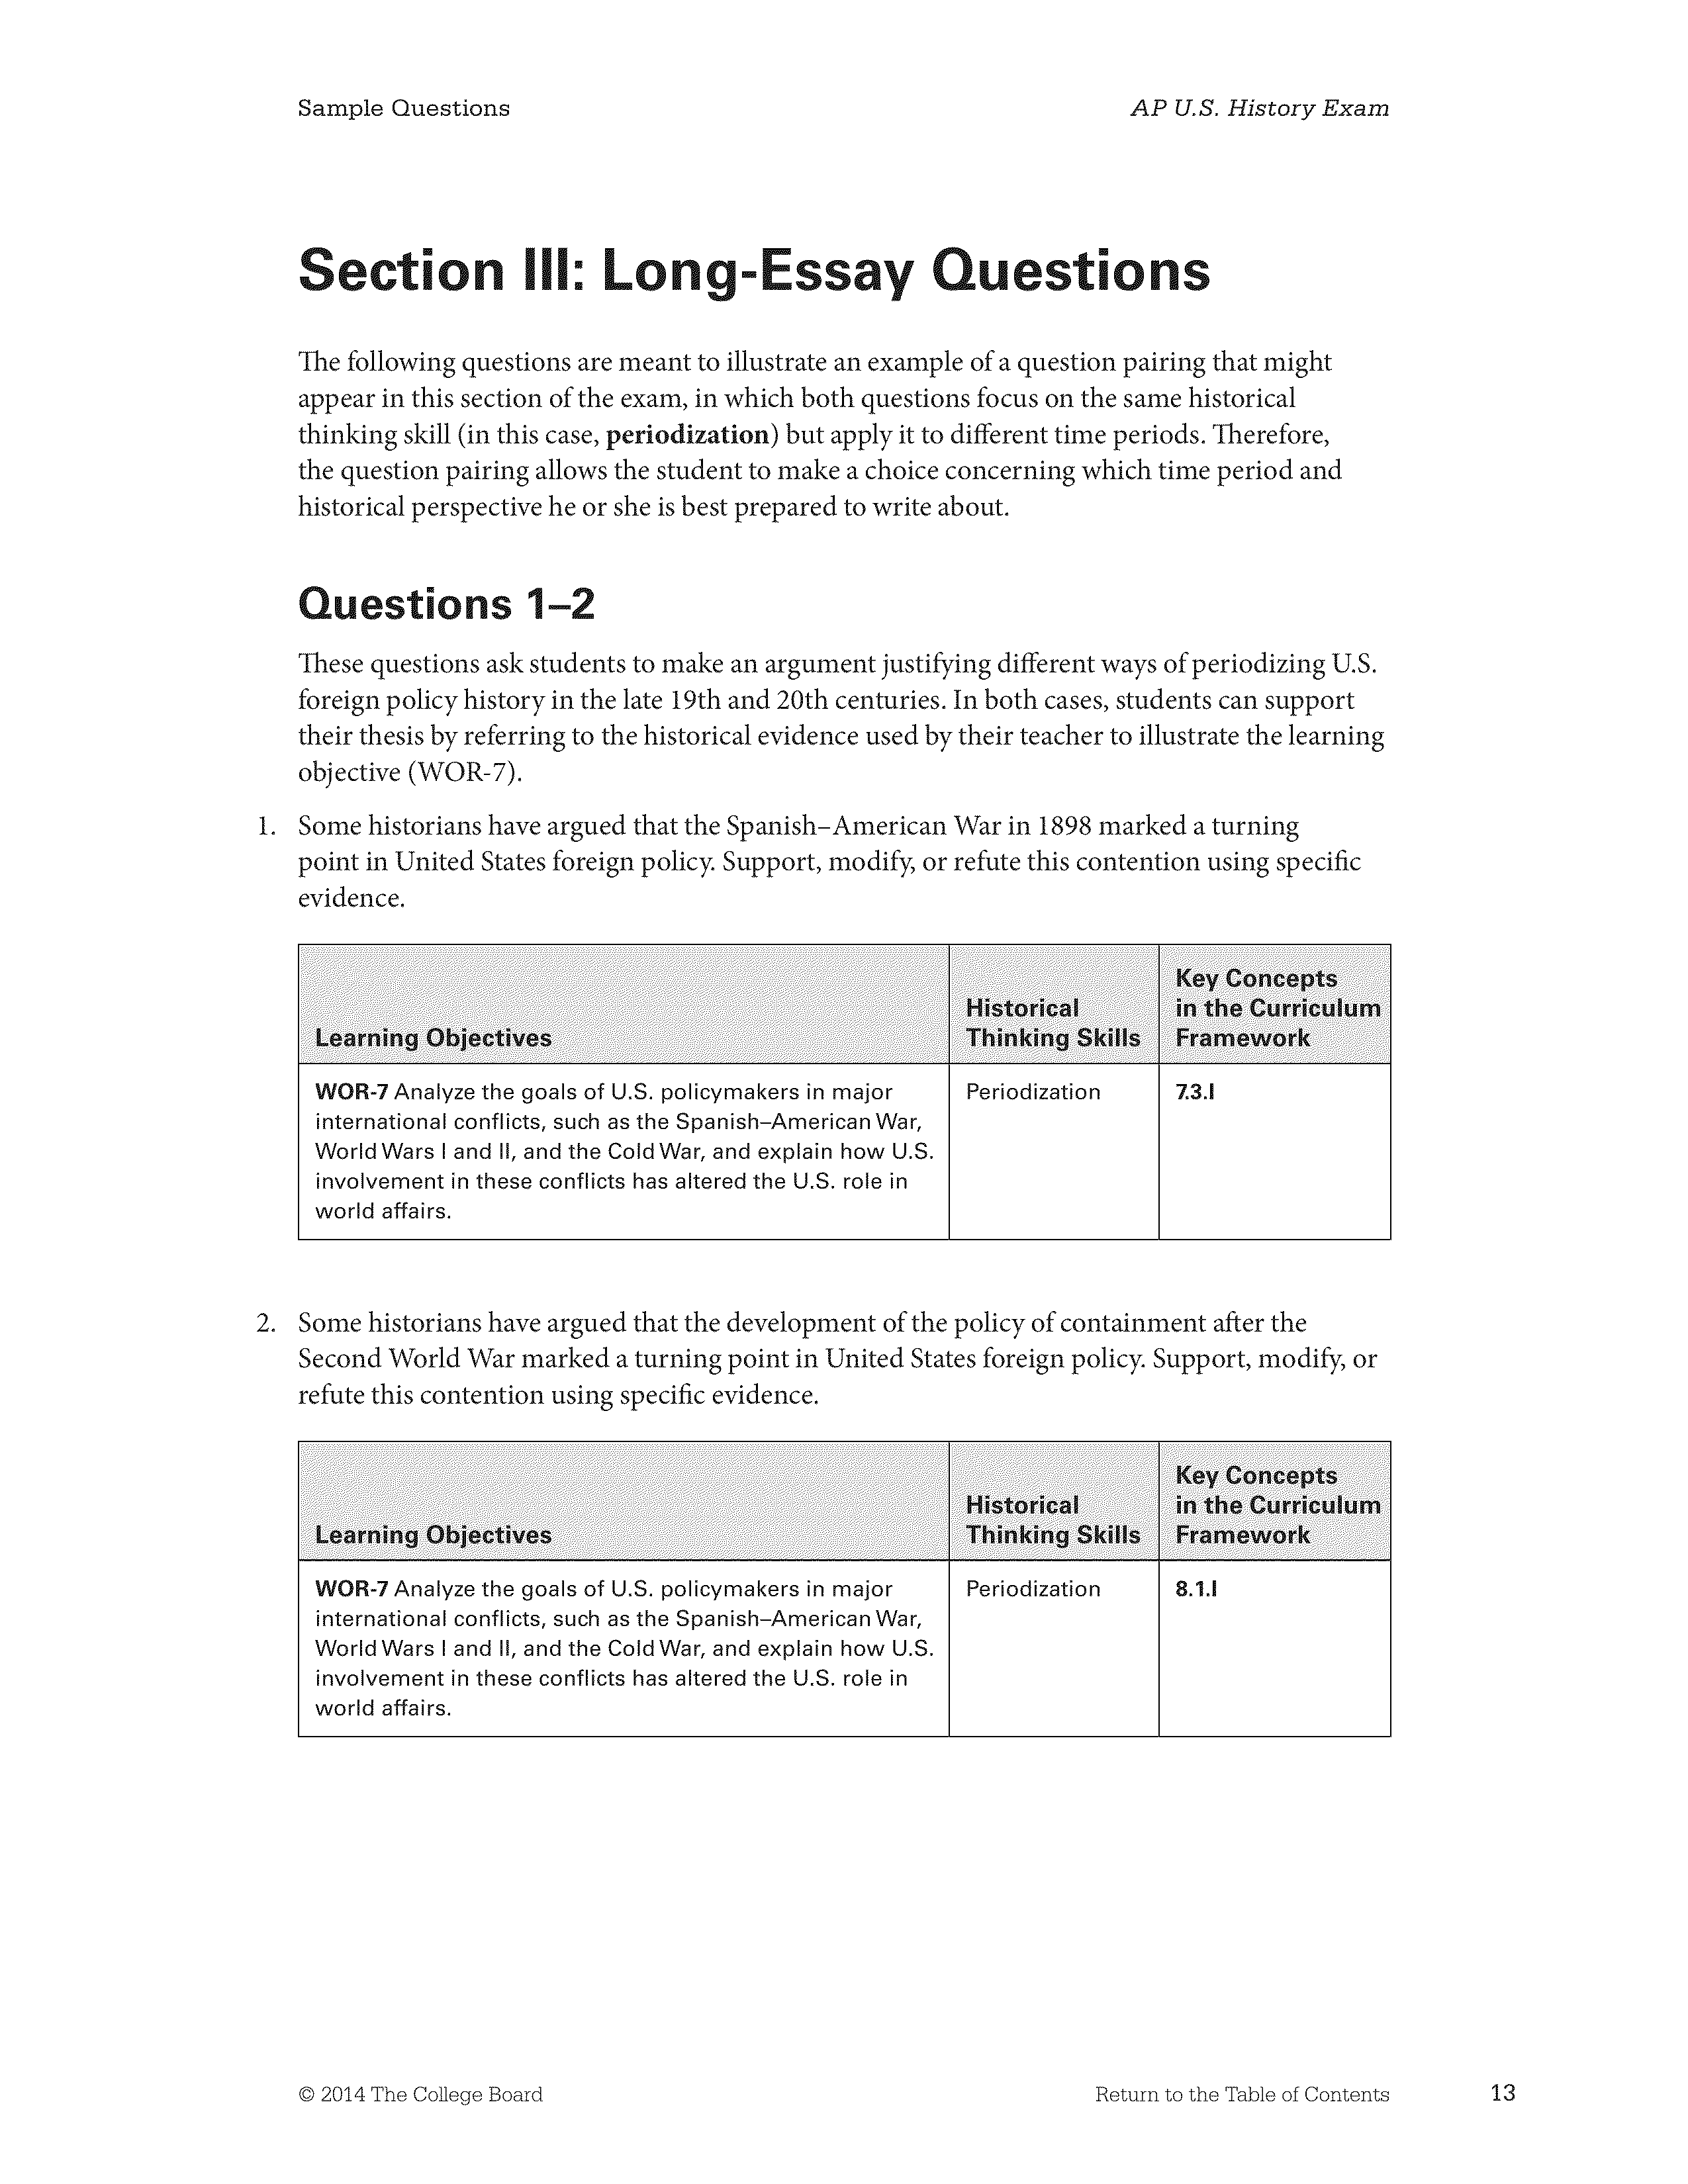 Sample Questions
AP U.S. History Exam
Section III: Long-Essay Questions
The following questions are meant to illustrate an example of a question pairing that might
appear in this section of the exam, in which both questions focus on the same historical
thinking skill (in this case, periodization) but apply it to different time periods. Therefore,
the question pairing allows the student to make a choice concerning which time period and
historical perspective he or she is best prepared to write about.
Questions 1–2
These questions ask students to make an argument justifying different ways of periodizing U.S.
foreign policy history in the late 19th and 20th centuries. In both cases, students can support
their thesis by referring to the historical evidence used by their teacher to illustrate the learning
objective (WOR-7).
1. Some historians have argued that the Spanish–American War in 1898 marked a turning
point in United States foreign policy. Support, modify, or refute this contention using specific
evidence.
Learning Objectives
Historical
Thinking Skills
Key Concepts
in the Curriculum
Framework
WOR-7 Analyze the goals of U.S. policymakers in major
international conflicts, such as the Spanish–American War,
World Wars I and II, and the Cold War, and explain how U.S.
involvement in these conflicts has altered the U.S. role in
world affairs.
Periodization
7.3.I
2. Some historians have argued that the development of the policy of containment after the
Second World War marked a turning point in United States foreign policy. Support, modify, or
refute this contention using specific evidence.
Learning Objectives
Historical
Thinking Skills
Key Concepts
in the Curriculum
Framework
WOR-7 Analyze the goals of U.S. policymakers in major
international conflicts, such as the Spanish–American War,
World Wars I and II, and the Cold War, and explain how U.S.
involvement in these conflicts has altered the U.S. role in
world affairs.
Periodization
8.1.I
© 2014 The College Board
Return to the Table of Contents
13